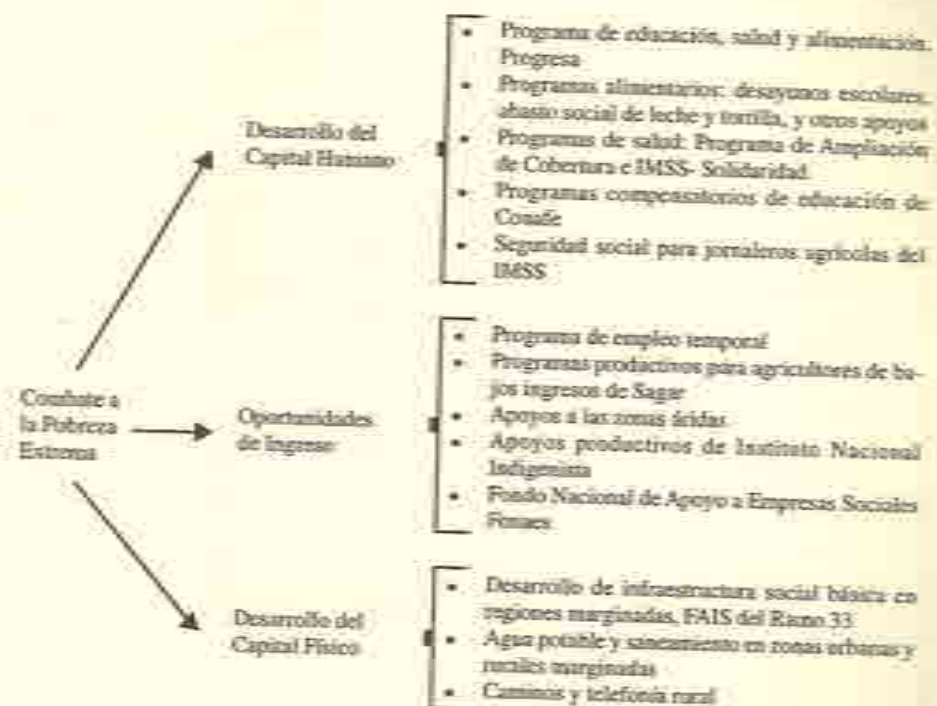 Combate a
la Pobreza
Extrema
Desarrollo del
Capital Humano
• Programa de educación, salud y alimentación.
Progresa
• Programas alimentarios: desayunos escolares,
abasto social de leche y tortilla, y otros apoyos
• Programas de salud: Programa de Ampliación
de Cobertura e IMSS- Solidaridad.
• Programas compensatorios de educación de
Conafe
• Seguridad social para jornaleros agrícolas del
IMSS
Oportunidades
de Ingreso
• Programa de empleo temporal
• Programas productivos para agricultores de ba-
jos ingresos de Sagar
• Apoyos a las zonas áridas
• Apoyos productivos de Instituto Nacional
Indigenista
• Fondo Nacional de Apoyo a Empresas Sociales
Fonaes
Desarrollo del
Capital Físico
• Desarrollo de infraestructura social básica en
regiones marginadas, FAIS del Ramo 33
• Agua potable y saneamiento en zonas urbanas y
rurales marginadas
• Caminos y telefonía rural